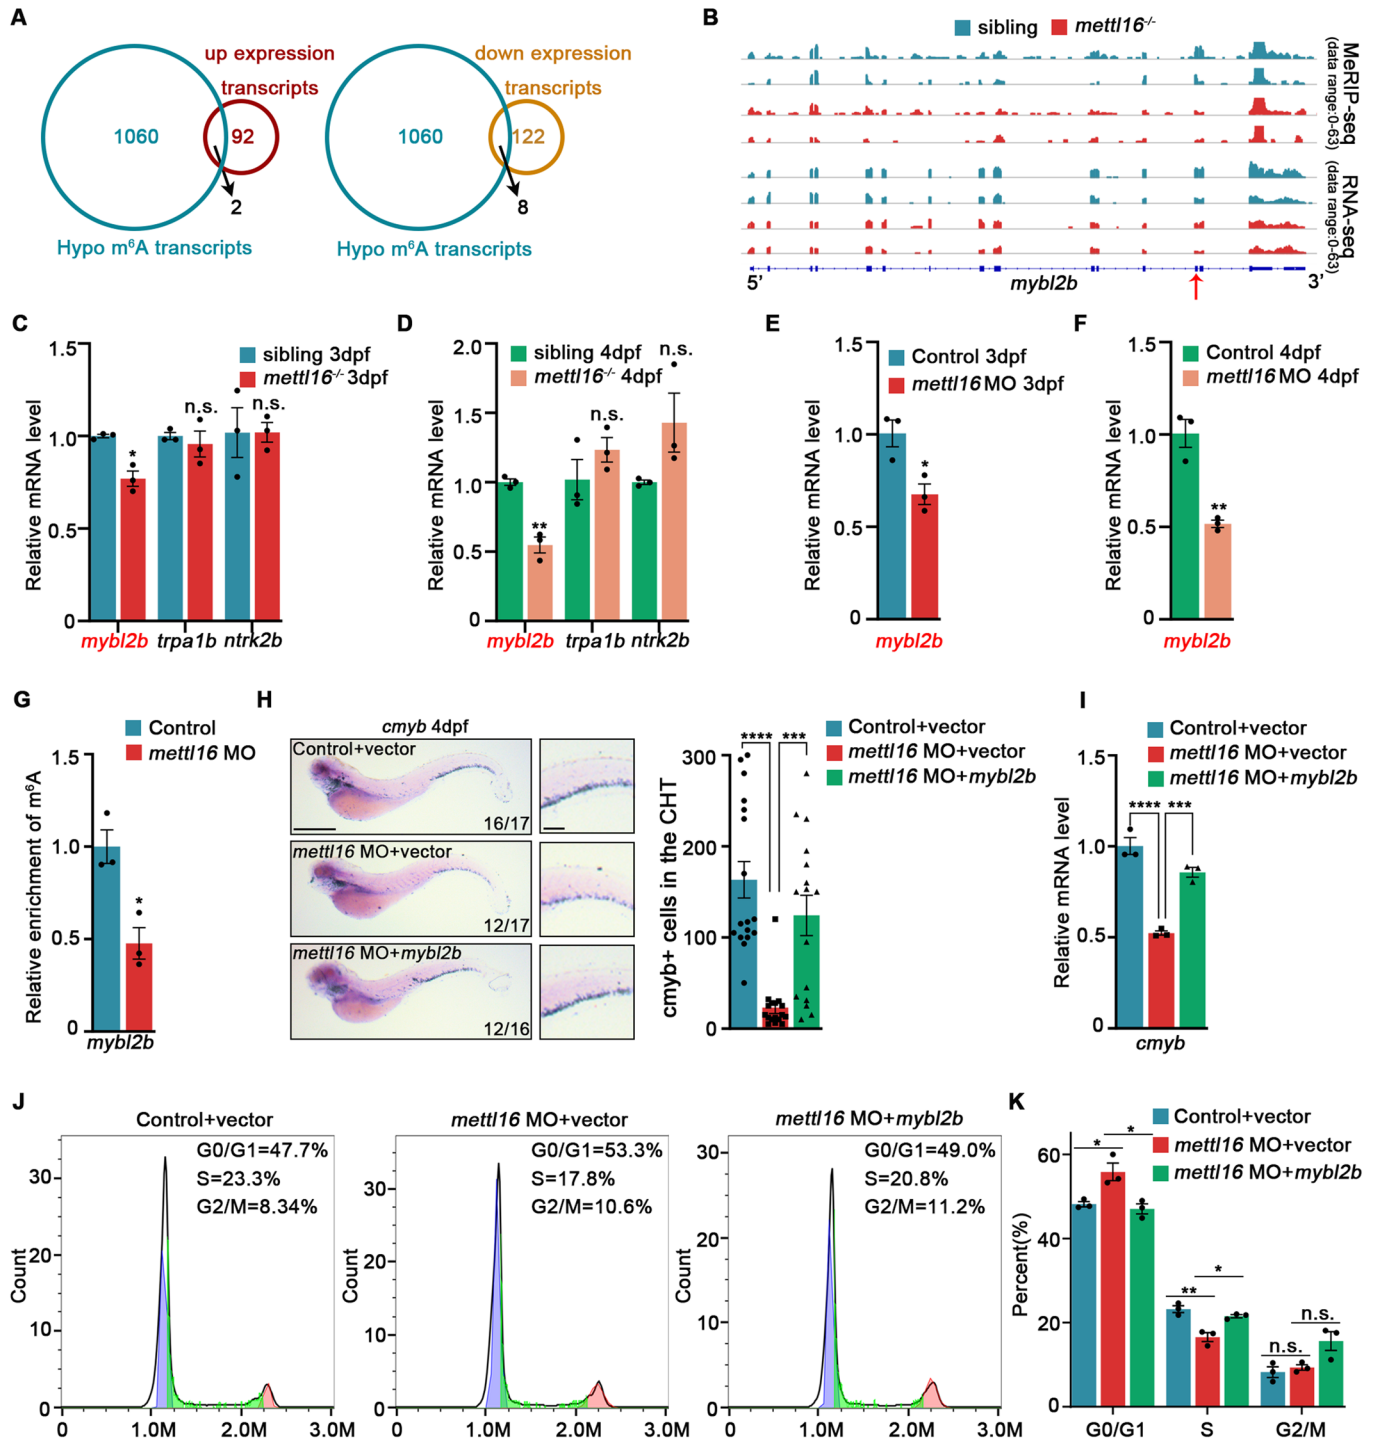 A
up expression
transcripts
1060
92
2
Hypo m⁶A transcripts
down expression
transcripts
1060
122
8
Hypo m⁶A transcripts
B
sibling mettl16-/-
MeRIP-seq
(data range:0-63)
RNA-seq
(data range:0-63)
5’ mybl2b 3’
C
sibling 3dpf
mettl16-/- 3dpf
Relative mRNA level
1.5
1.0
0.5
0
*
n.s.
n.s.
mybl2b trpa1b ntrk2b
D
sibling 4dpf
mettl16-/- 4dpf
Relative mRNA level
2.0
1.5
1.0
0.5
0
**
n.s.
n.s.
mybl2b trpa1b ntrk2b
E
Control 3dpf
mettl16 MO 3dpf
Relative mRNA level
1.5
1.0
0.5
0
*
mybl2b
F
Control 4dpf
mettl16 MO 4dpf
Relative mRNA level
1.5
1.0
0.5
0
**
mybl2b
G
Control
mettl16 MO
Relative enrichment of m⁶A
1.5
1.0
0.5
0
*
mybl2b
H
cmyb 4dpf
Control+vector
16/17
mettl16 MO+vector
12/17
mettl16 MO+mybl2b
12/16
Control+vector
mettl16 MO+vector
mettl16 MO+mybl2b
cmyb+ cells in the CHT
300
200
100
0
**** ***
I
Control+vector
mettl16 MO+vector
mettl16 MO+mybl2b
Relative mRNA level
1.5
1.0
0.5
0
**** ***
cmyb
J
Control+vector
G0/G1=47.7%
S=23.3%
G2/M=8.34%
Count
30
20
10
0
0 1.0M 2.0M 3.0M
mettl16 MO+vector
G0/G1=53.3%
S=17.8%
G2/M=10.6%
Count
30
20
10
0
0 1.0M 2.0M 3.0M
mettl16 MO+mybl2b
G0/G1=49.0%
S=20.8%
G2/M=11.2%
Count
30
20
10
0
0 1.0M 2.0M 3.0M
K
Control+vector
mettl16 MO+vector
mettl16 MO+mybl2b
Percent(%)
60
40
20
0
* *
** *
n.s. n.s.
G0/G1 S G2/M